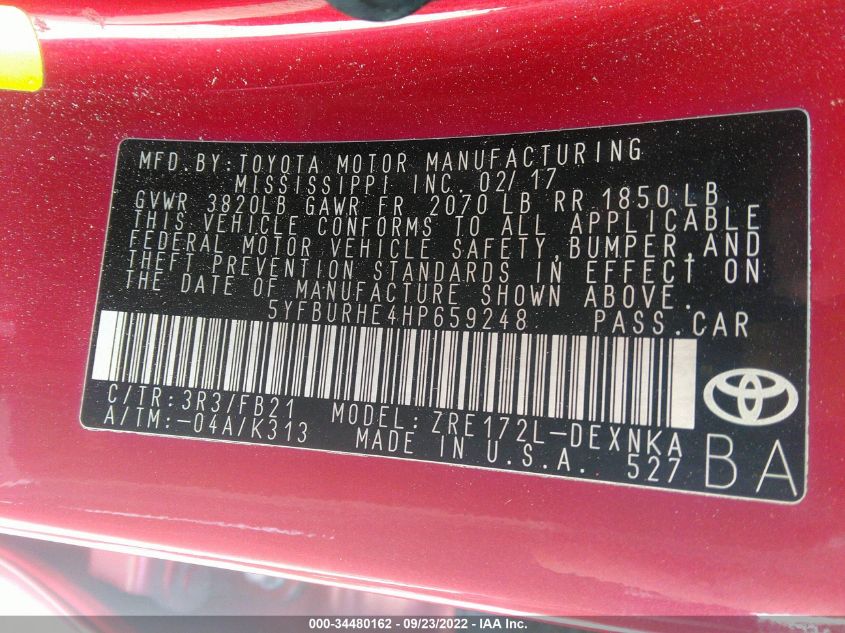 MFD.BY:TOYOTA MOTOR MANUFACTURING
MISSISSIPPI INC. 02/17
GVWR 3820LB GAWR FR 2070 LB RR 1850 LB
THIS VEHICLE CONFORMS TO ALL APPLICABLE
FEDERAL MOTOR VEHICLE SAFETY,BUMPER,AND
THEFT PREVENTION STANDARDS IN EFFECT ON
THE DATE OF MANUFACTURE SHOWN ABOVE.
5YFBURHE4HP659248 PASS.CAR
C/TR:3R3/FB21 MODEL:ZRE172L-DEXNKA
A/TM:-04A/K313 MADE IN U.S.A. 527
BA
000-34480162 - 09/23/2022 - IAA Inc.